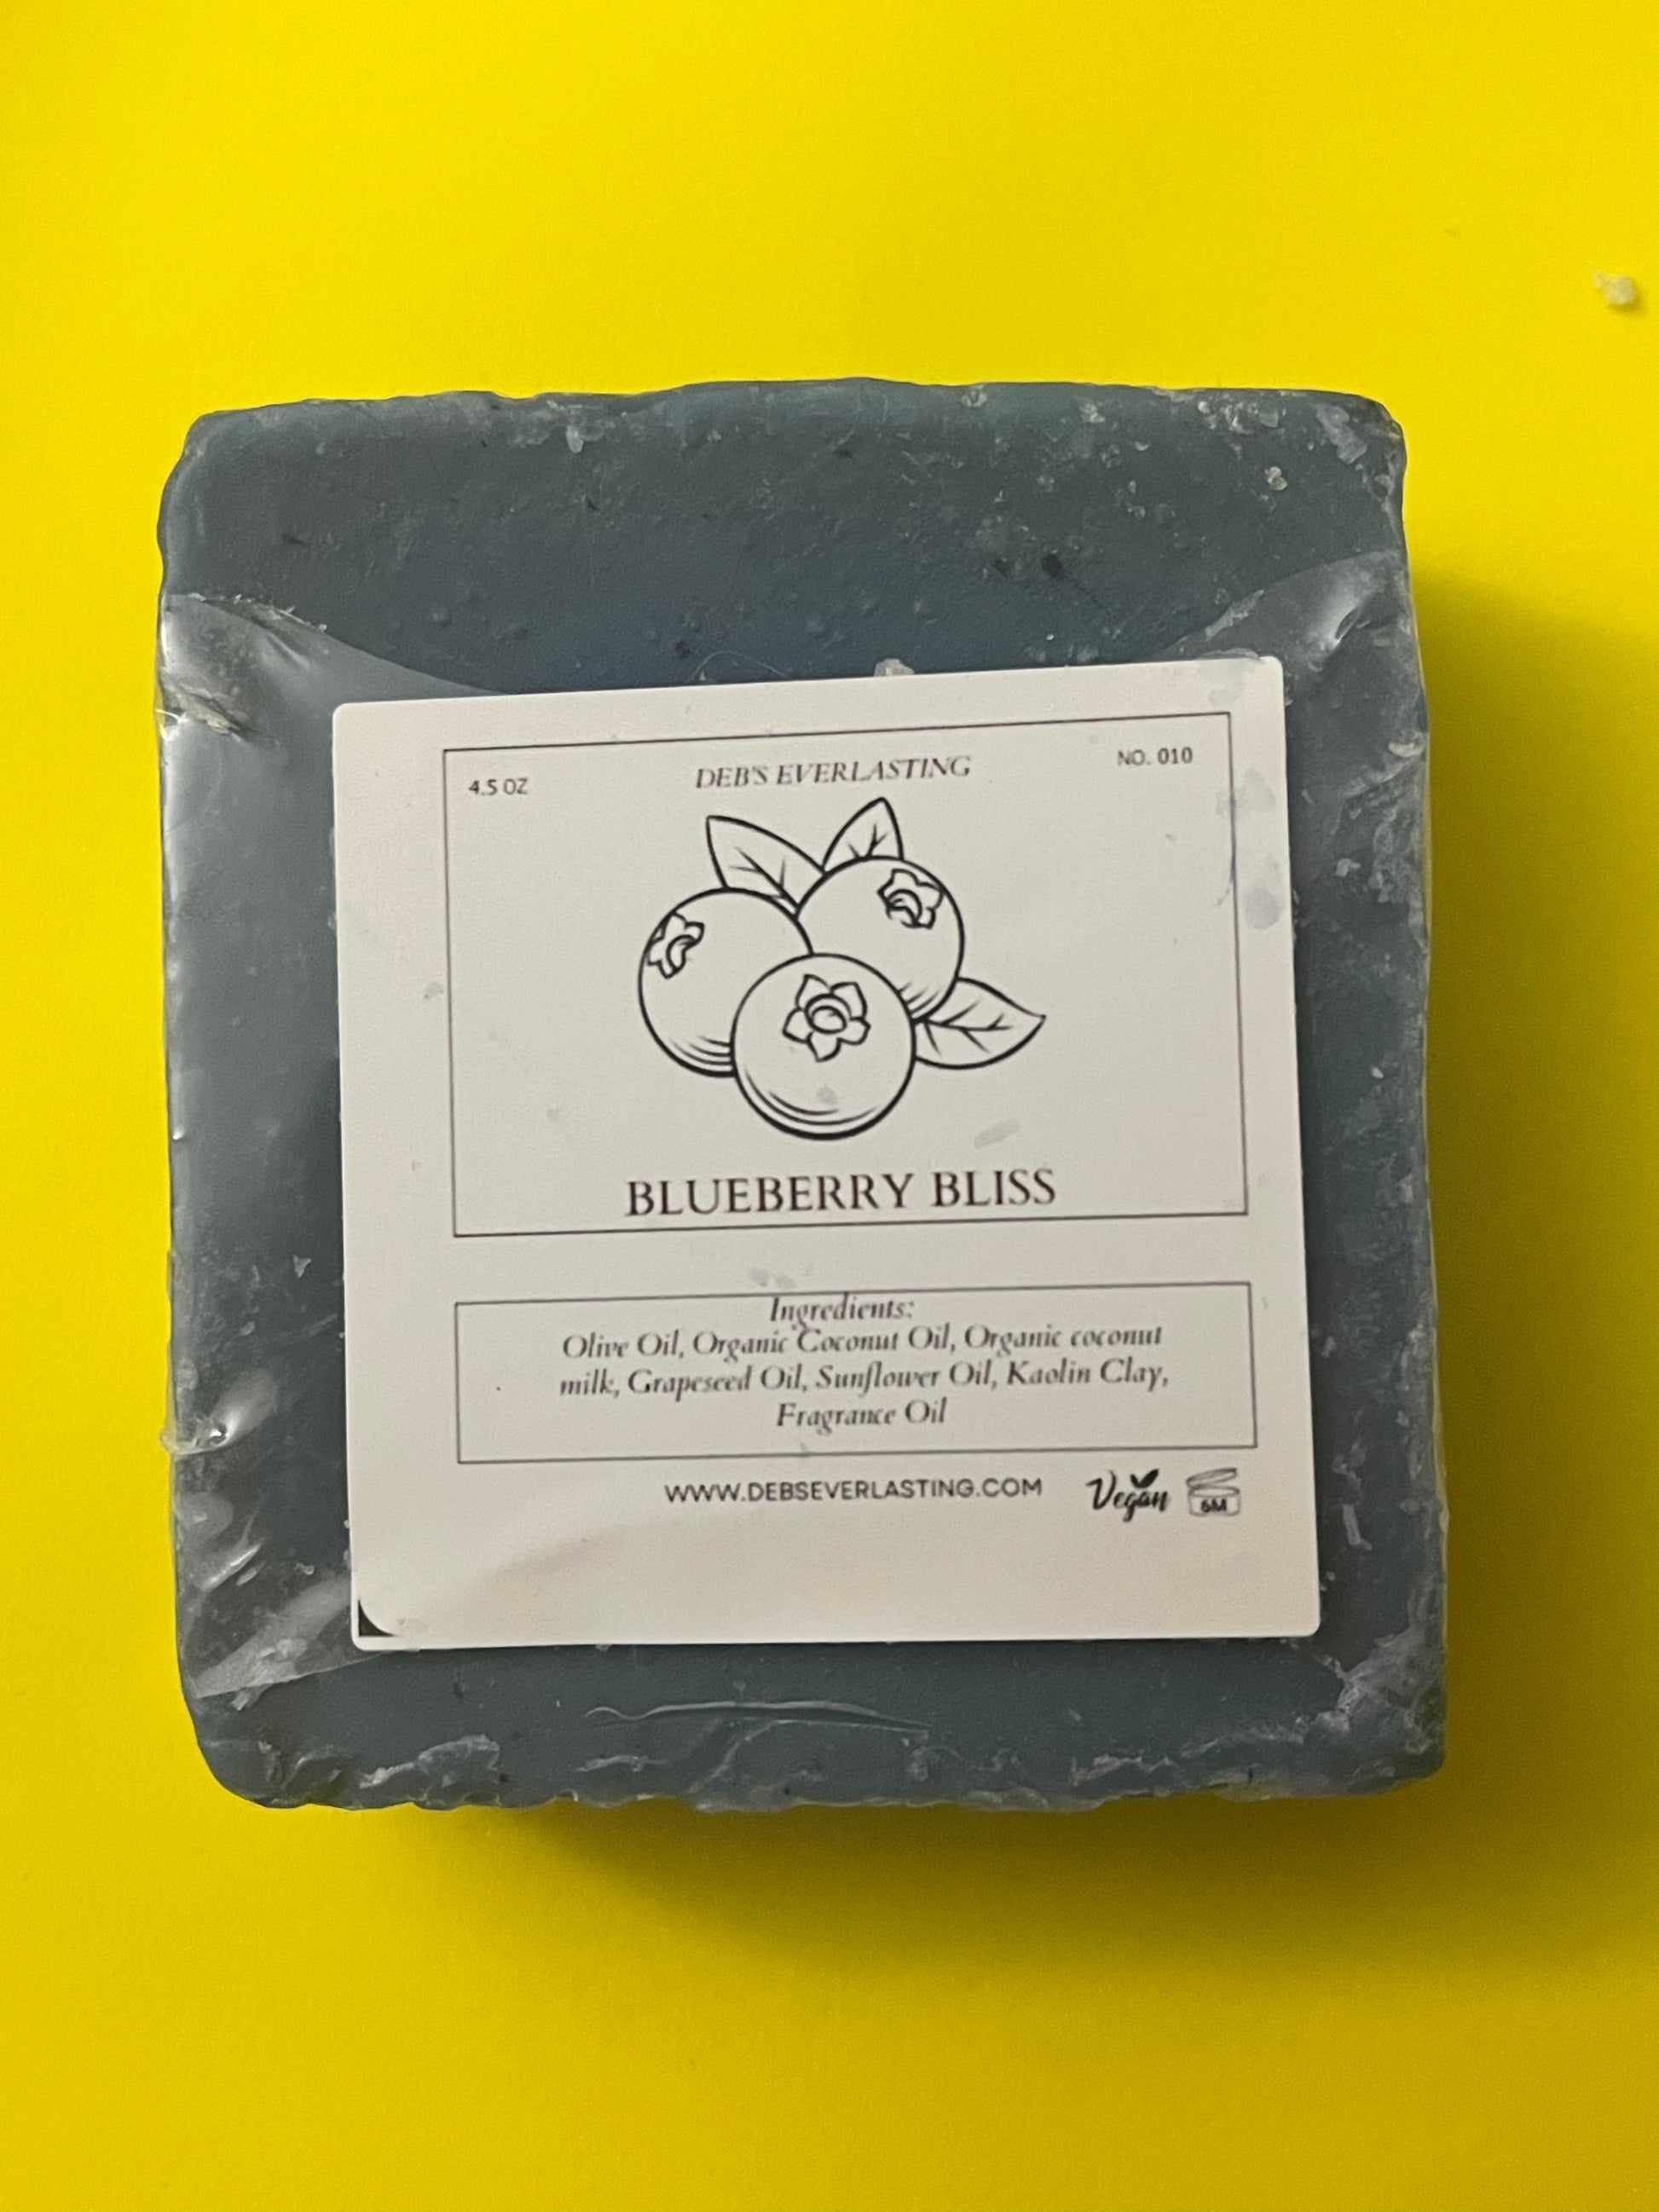 4.5 OZ
DEB'S EVERLASTING
NO. 010
BLUEBERRY BLISS
Ingredients:
Olive Oil, Organic Coconut Oil, Organic coconut
milk, Grapeseed Oil, Sunflower Oil, Kaolin Clay,
Fragrance Oil
WWW.DEBSEVERLASTING.COM
Vegan
6M